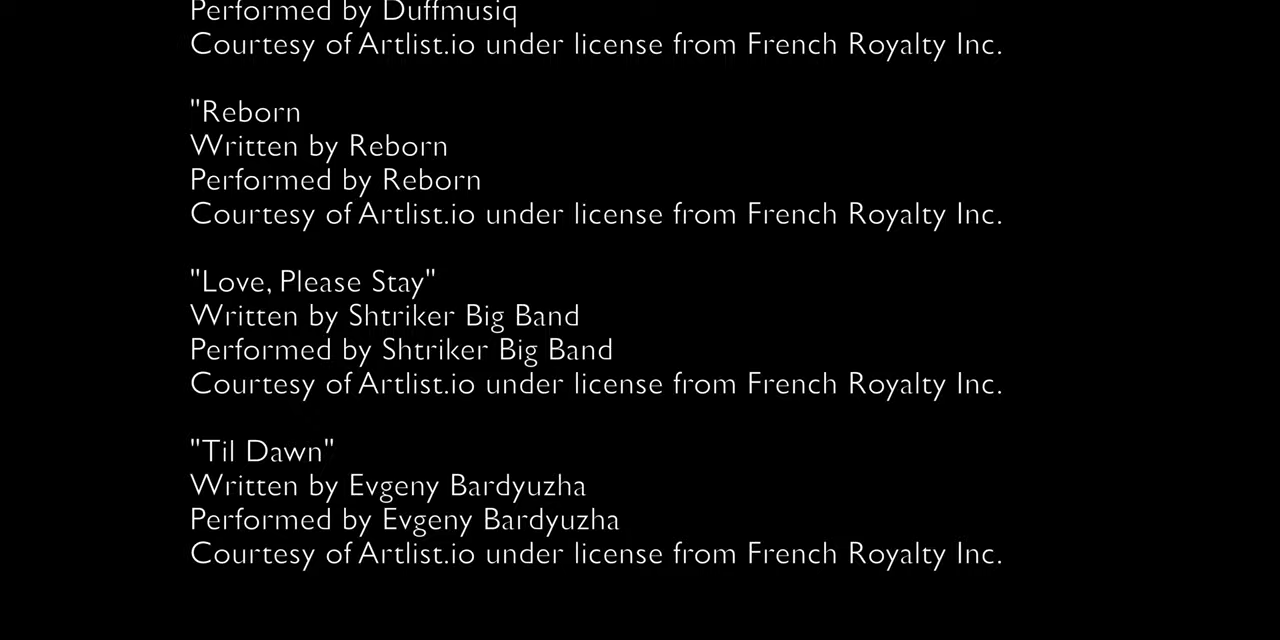 Performed by Duffmusiq
Courtesy of Artlist.io under license from French Royalty Inc.
"Reborn
Written by Reborn
Performed by Reborn
Courtesy of Artlist.io under license from French Royalty Inc.
"Love, Please Stay"
Written by Shtriker Big Band
Performed by Shtriker Big Band
Courtesy of Artlist.io under license from French Royalty Inc.
"Til Dawn"
Written by Evgeny Bardyuzha
Performed by Evgeny Bardyuzha
Courtesy of Artlist.io under license from French Royalty Inc.